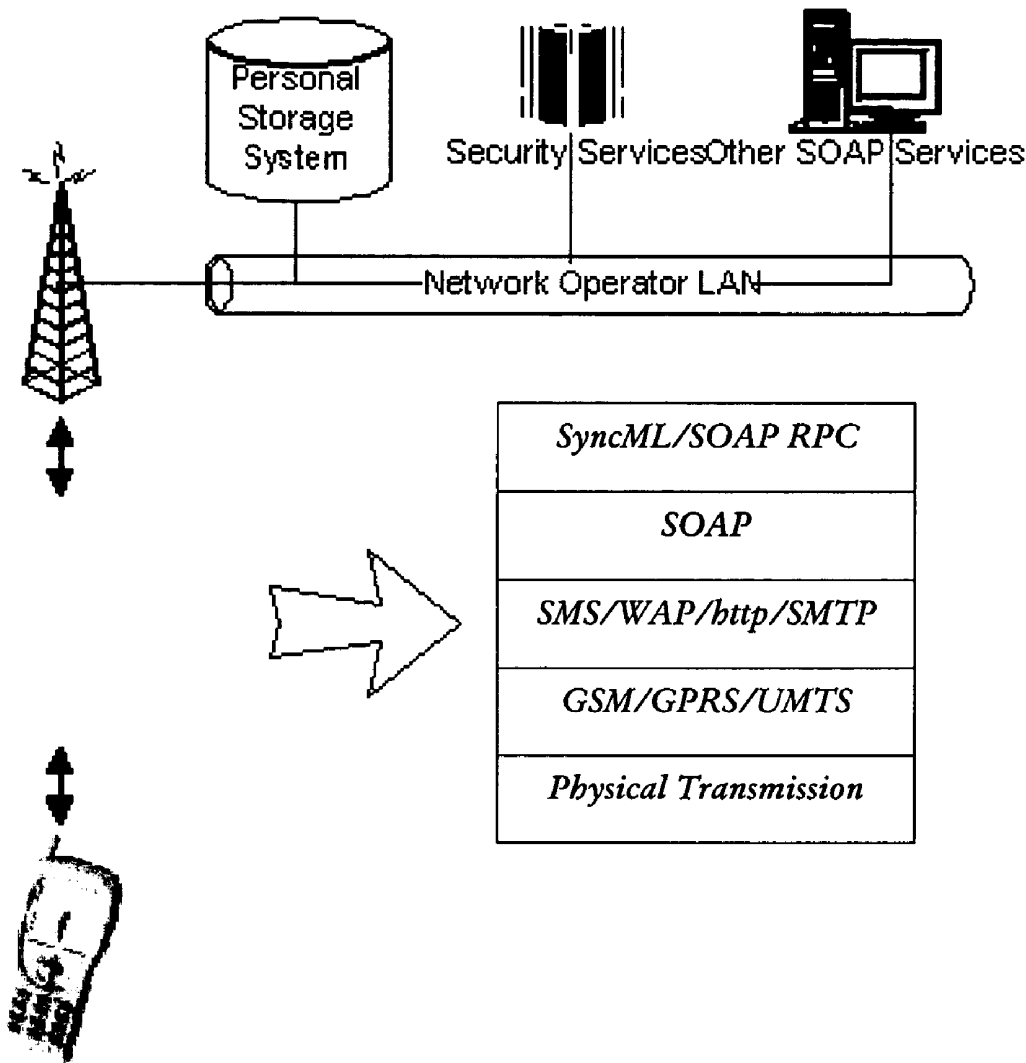 Personal
Storage
System
Security Services
Other SOAP Services
Network Operator LAN
SyncML/SOAP RPC
SOAP
SMS/WAP/http/SMTP
GSM/GPRS/UMTS
Physical Transmission